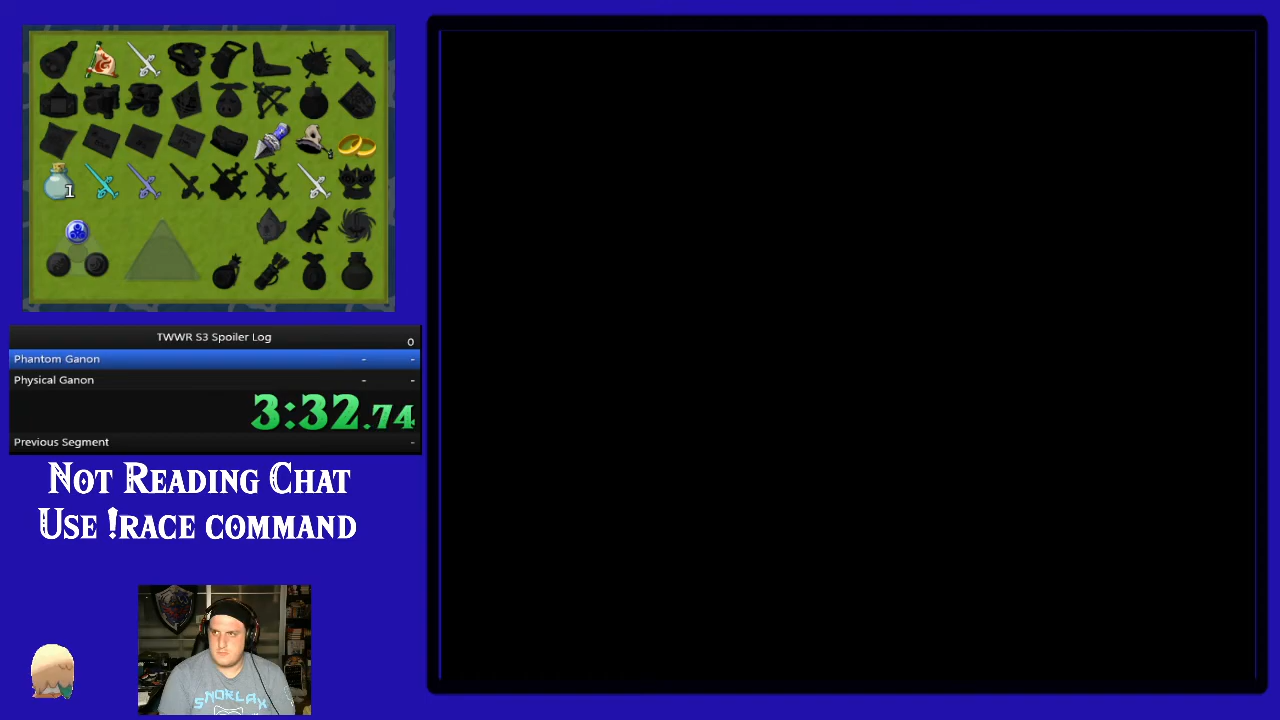 1
TWWR S3 Spoiler Log
0
Phantom Ganon - -
Physical Ganon - -
3:32.74
Previous Segment -
NOT READING CHAT
USE !RACE COMMAND
SNORLAX